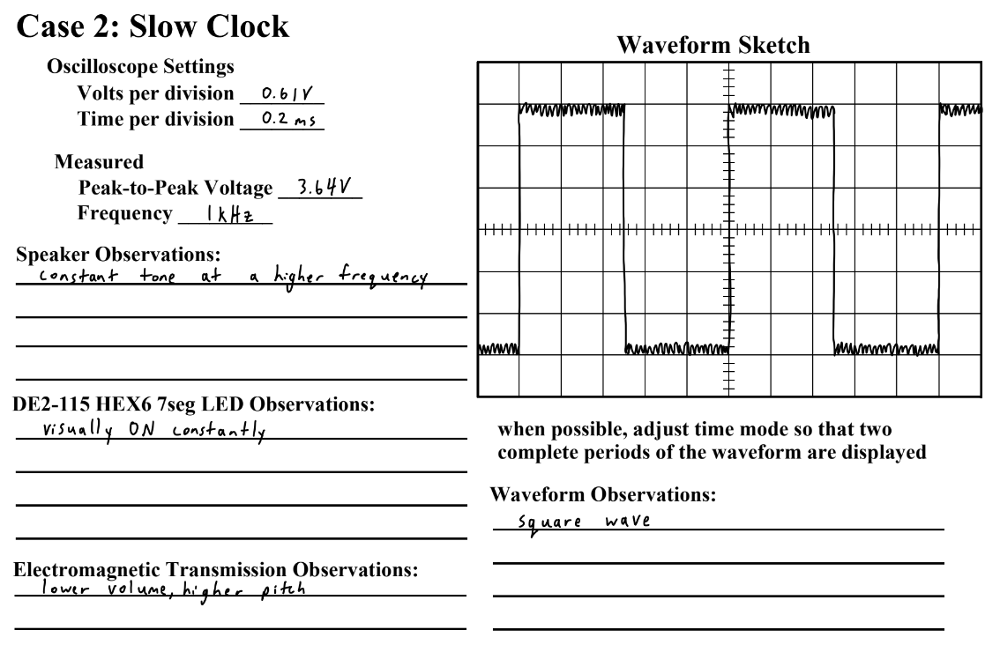 Case 2: Slow Clock
Oscilloscope Settings
Volts per division 0.61V
Time per division 0.2 ms
Measured
Peak-to-Peak Voltage 3.64V
Frequency 1kHz
Speaker Observations:
constant tone at a higher frequency
DE2-115 HEX6 7seg LED Observations:
visually ON constantly
Electromagnetic Transmission Observations:
lower volume, higher pitch
Waveform Sketch
when possible, adjust time mode so that two
complete periods of the waveform are displayed
Waveform Observations:
square wave